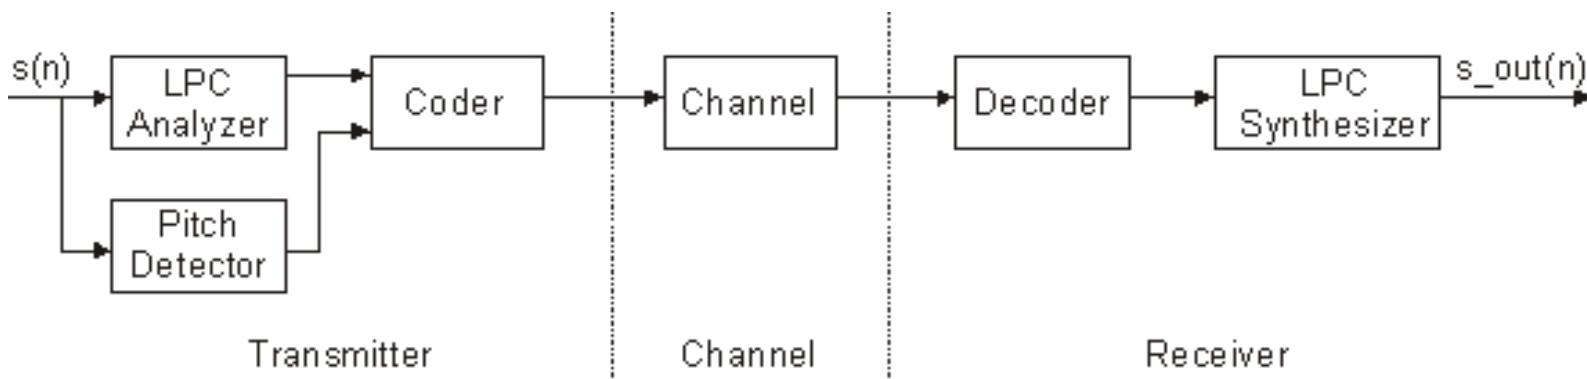 s(n)
LPC
Analyzer
Coder
Channel
Decoder
LPC
Synthesizer
s_out(n)
Pitch
Detector
Transmitter
Channel
Receiver